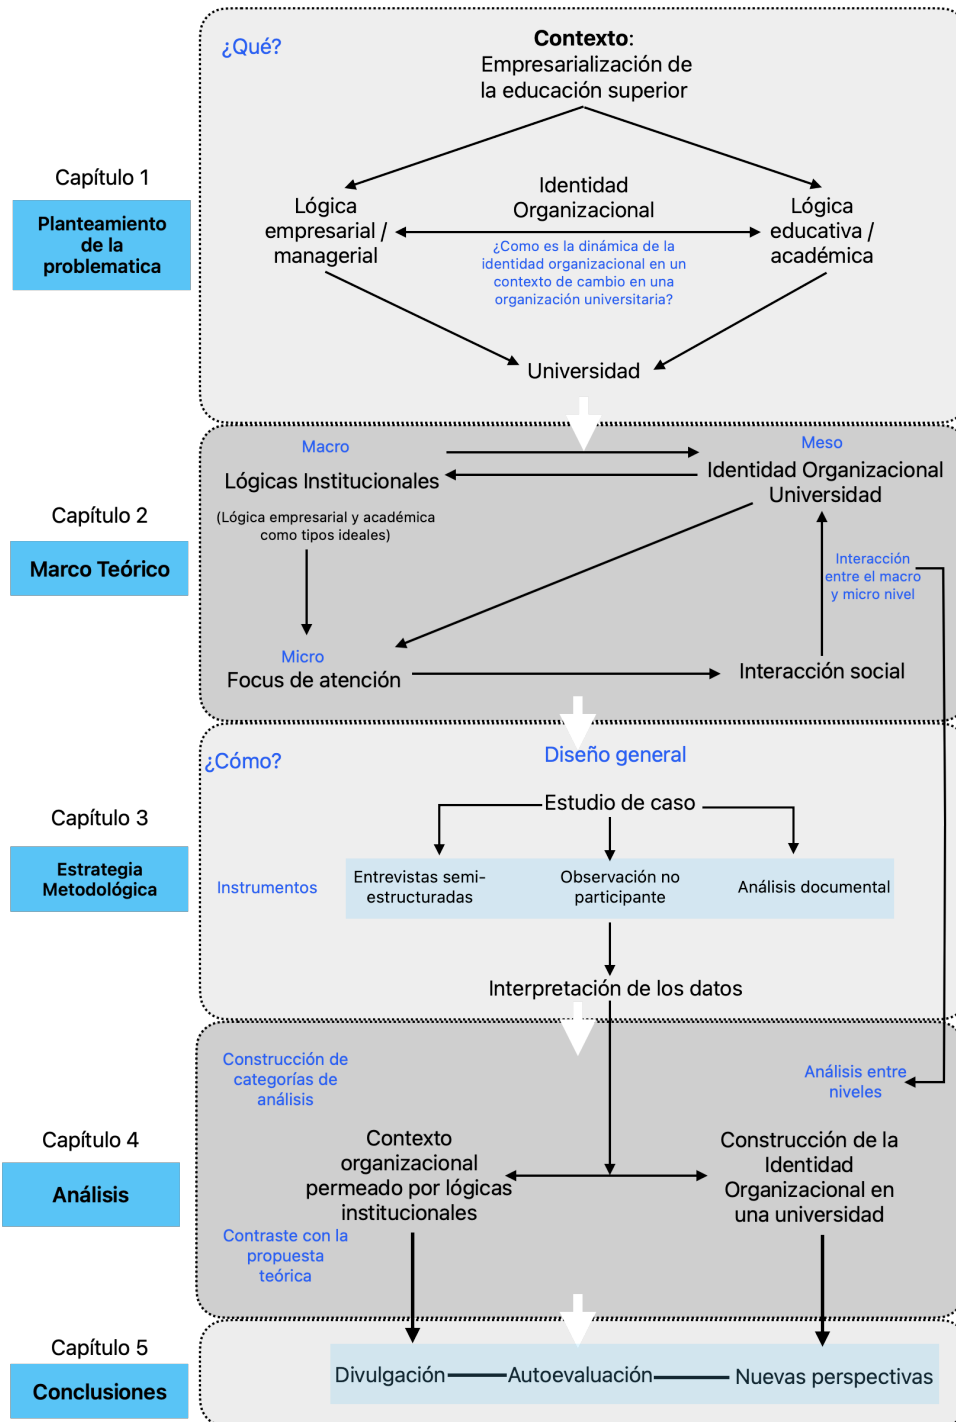 ¿Qué?
Contexto:
Empresarialización de
la educación superior
Capítulo 1
Planteamiento
de la
problematica
Lógica
empresarial /
managerial
Identidad
Organizacional
¿Como es la dinámica de la
identidad organizacional en un
contexto de cambio en una
organización universitaria?
Lógica
educativa /
académica
Universidad
Capítulo 2
Marco Teórico
Macro
Lógicas Institucionales
(Lógica empresarial y académica
como tipos ideales)
Meso
Identidad Organizacional
Universidad
Interacción
entre el macro
y micro nivel
Micro
Focus de atención
Interacción social
¿Cómo?
Diseño general
Capítulo 3
Estrategia
Metodológica
Estudio de caso
Instrumentos
Entrevistas semi-
estructuradas
Observación no
participante
Análisis documental
Interpretación de los datos
Construcción de
categorías de
análisis
Análisis entre
niveles
Capítulo 4
Análisis
Contexto
organizacional
permeado por lógicas
institucionales
Construcción de la
Identidad
Organizacional en
una universidad
Contraste con la
propuesta
teórica
Capítulo 5
Conclusiones
Divulgación
Autoevaluación
Nuevas perspectivas